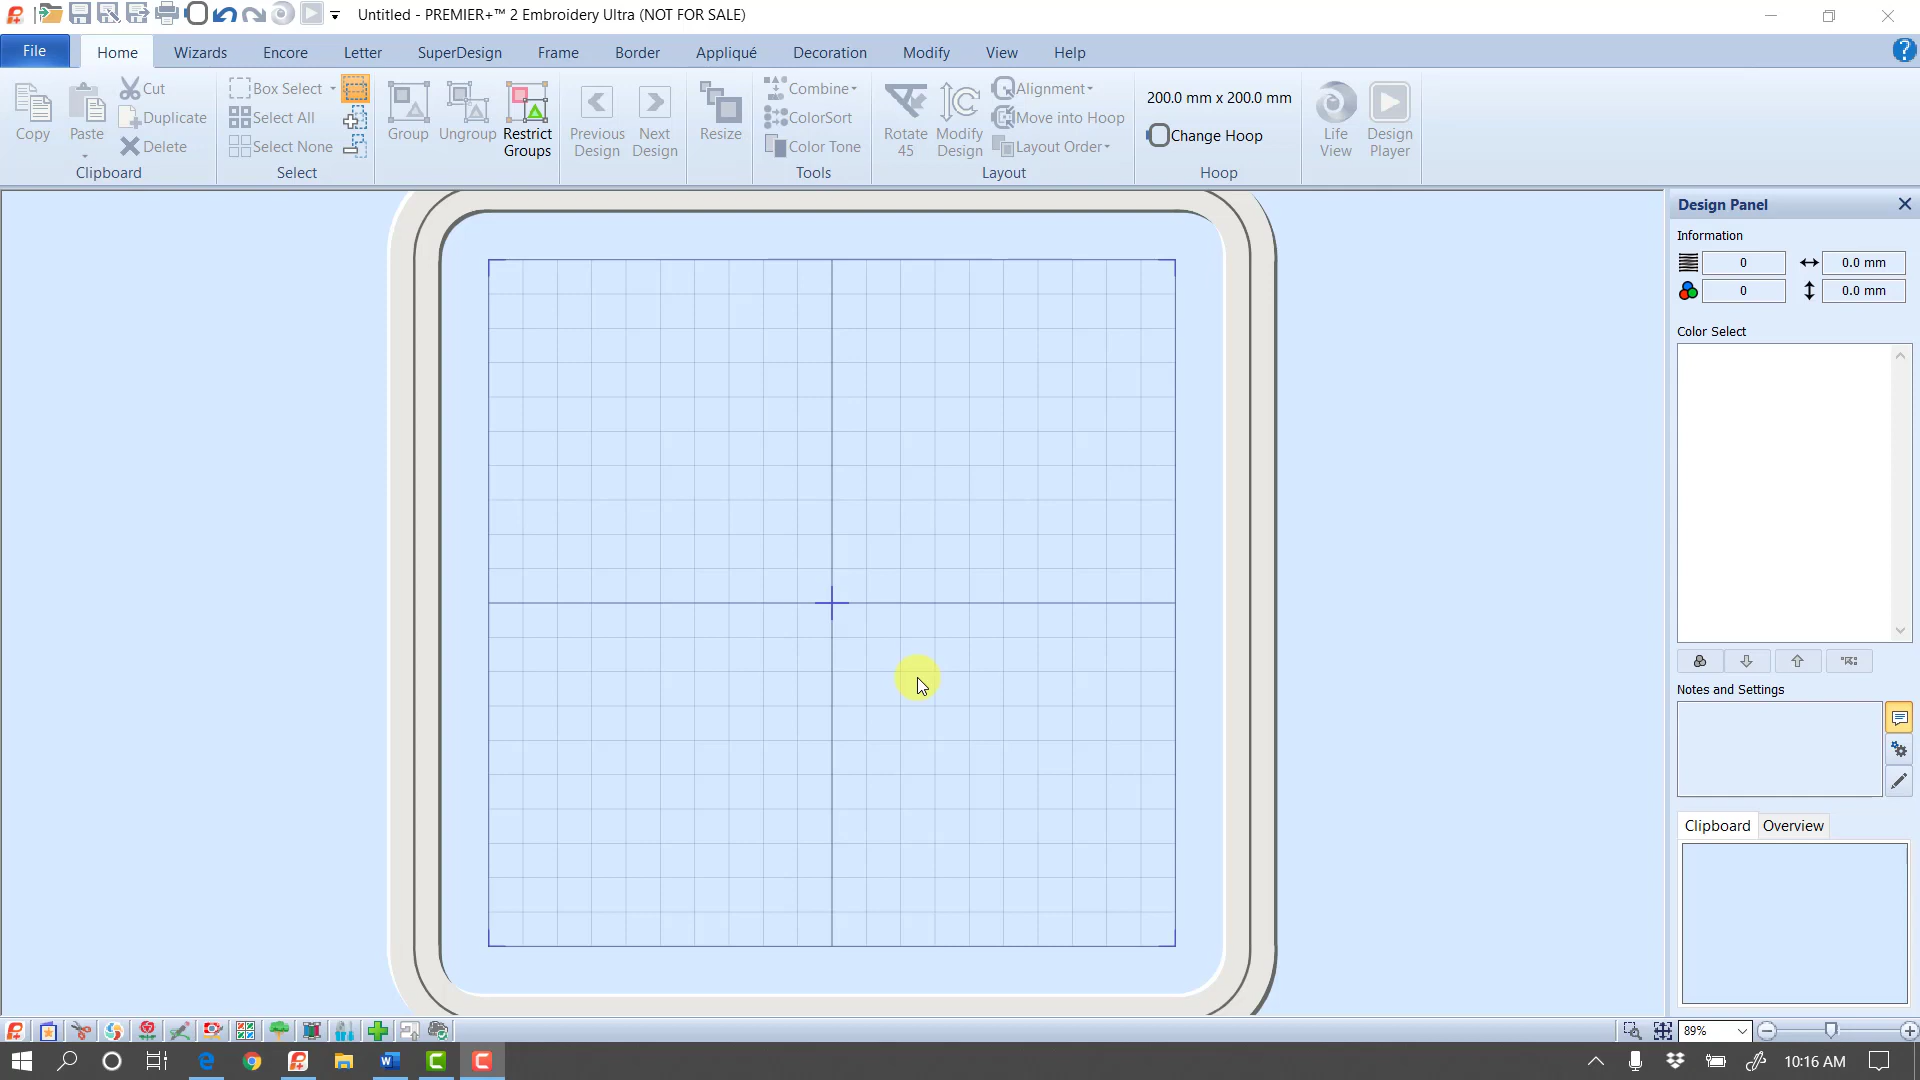 Untitled - PREMIER+™ 2 Embroidery Ultra (NOT FOR SALE)
File
Home
Wizards
Encore
Letter
SuperDesign
Frame
Border
Appliqué
Decoration
Modify
View
Help
Copy
Paste
Cut
Duplicate
Delete
Clipboard
Box Select
Select All
Select None
Select
Group
Ungroup
Restrict Groups
Previous Design
Next Design
Resize
Combine
ColorSort
Color Tone
Tools
Rotate 45
Modify Design
Alignment
Move into Hoop
Layout Order
Layout
200.0 mm x 200.0 mm
Change Hoop
Hoop
Life View
Design Player
Design Panel
Information
0
0.0 mm
0
0.0 mm
Color Select
Notes and Settings
Clipboard
Overview
89%
10:16 AM